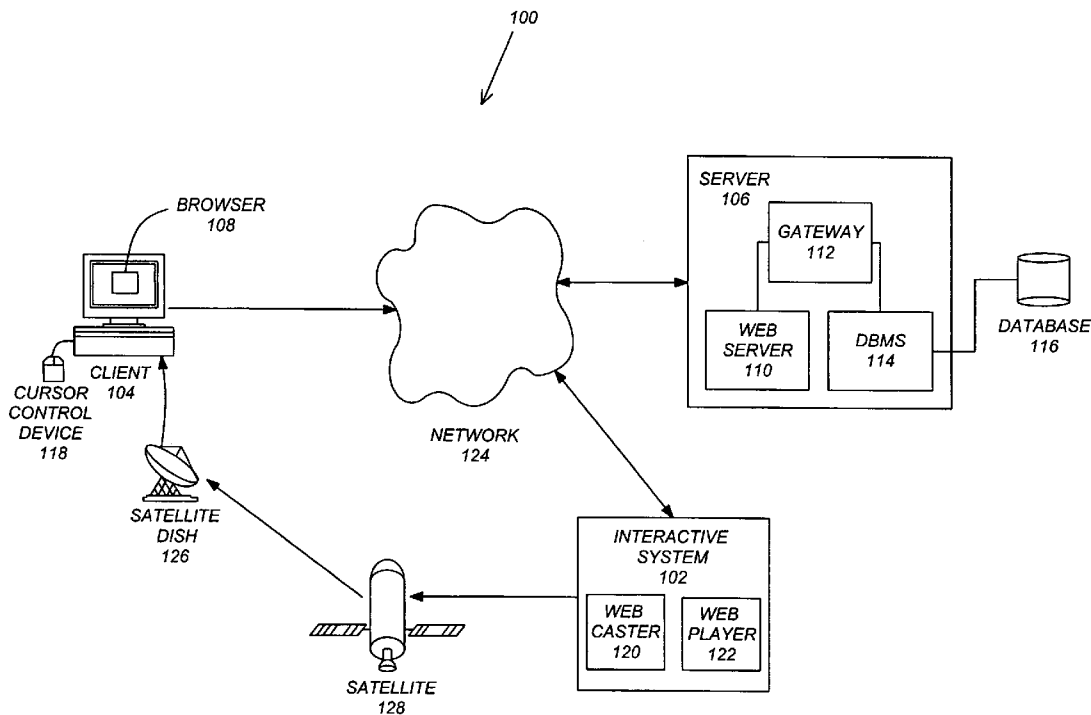 100
BROWSER
108
CLIENT
104
CURSOR
CONTROL
DEVICE
118
SATELLITE
DISH
126
NETWORK
124
SERVER
106
GATEWAY
112
WEB
SERVER
110
DBMS
114
DATABASE
116
INTERACTIVE
SYSTEM
102
WEB
CASTER
120
WEB
PLAYER
122
SATELLITE
128